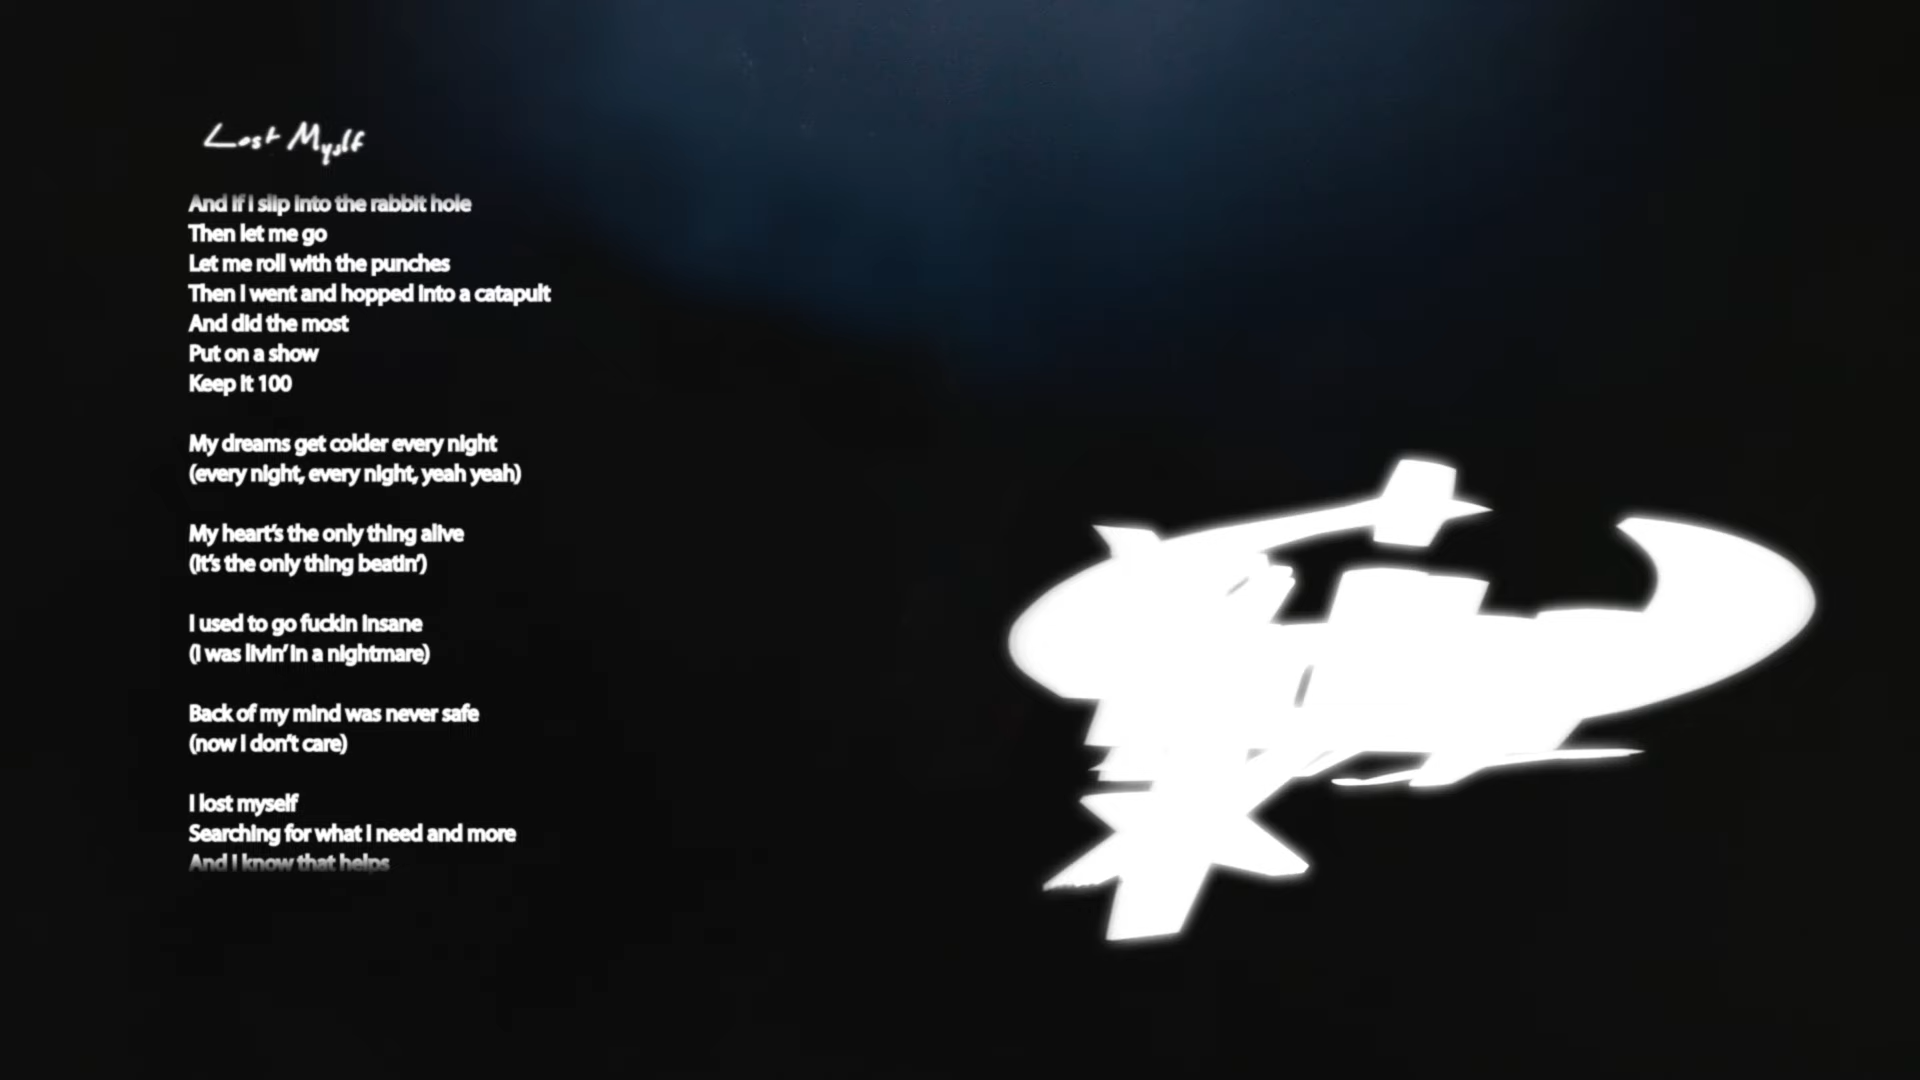 Lost Myslf
And if I slip into the rabbit hole
Then let me go
Let me roll with the punches
Then I went and hopped into a catapult
And did the most
Put on a show
Keep it 100
My dreams get colder every night
(every night, every night, yeah yeah)
My heart's the only thing alive
(it's the only thing beatin')
I used to go fuckin insane
(I was livin' in a nightmare)
Back of my mind was never safe
(now I don't care)
I lost myself
Searching for what I need and more
And I know that helps